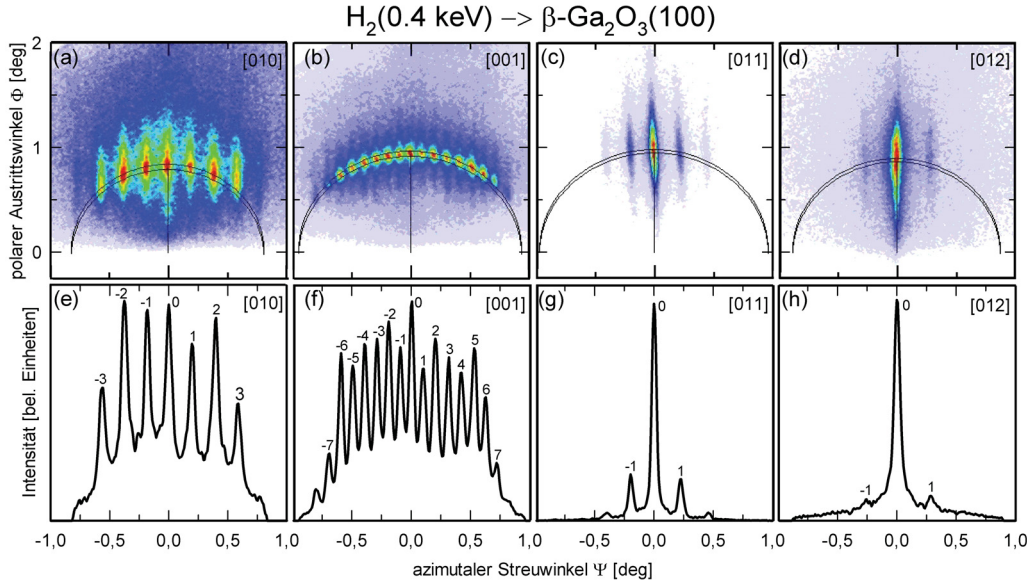 H₂(0.4 keV) –> β-Ga₂O₃(100)
(a) [010]
(b) [001]
(c) [011]
(d) [012]
polarer Austrittswinkel Φ [deg]
2
1
0
(e) [010]
-3 -2 -1 0 1 2 3
(f) [001]
-7 -6 -5 -4 -3 -2 -1 0 1 2 3 4 5 6 7
(g) [011]
-1 0 1
(h) [012]
-1 0 1
Intensität [bel. Einheiten]
-1,0 -0,5 0,0 0,5 -0,5 0,0 0,5 -0,5 0,0 0,5 -0,5 0,0 0,5 1,0
1,0 1,0 1,0
azimutaler Streuwinkel Ψ [deg]